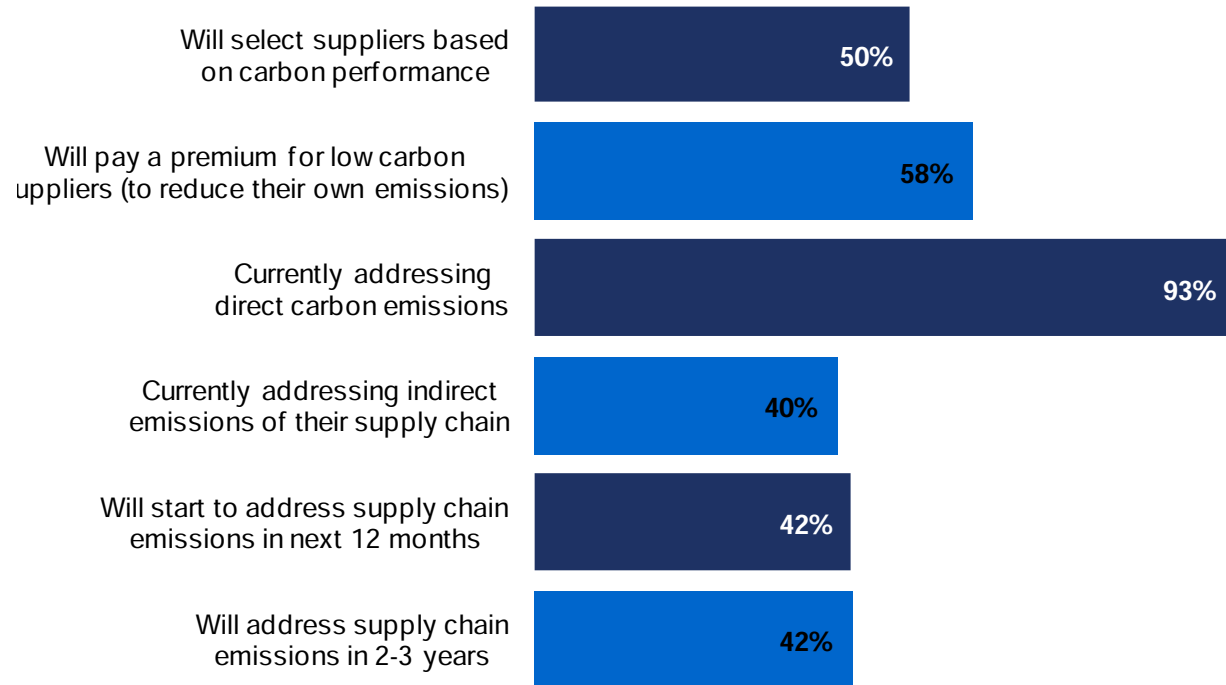 Will select suppliers based
on carbon performance
50%
Will pay a premium for low carbon
uppliers (to reduce their own emissions)
58%
Currently addressing
direct carbon emissions
93%
Currently addressing indirect
emissions of their supply chain
40%
Will start to address supply chain
emissions in next 12 months
42%
Will address supply chain
emissions in 2-3 years
42%